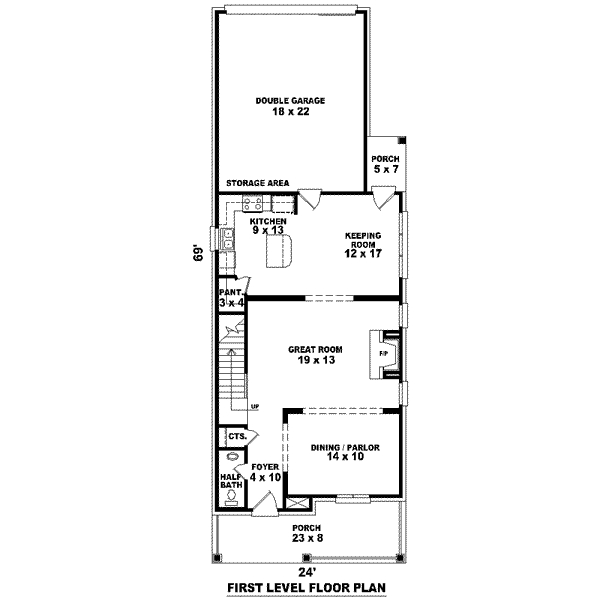 DOUBLE GARAGE
18 x 22
PORCH
5 x 7
STORAGE AREA
KITCHEN
9 x 13
KEEPING
ROOM
12 x 17
69'
PANT.
3 x 4
GREAT ROOM
19 x 13
F/P
UP
CTS.
DINING / PARLOR
14 x 10
FOYER
4 x 10
HALF
BATH
PORCH
23 x 8
24'
FIRST LEVEL FLOOR PLAN